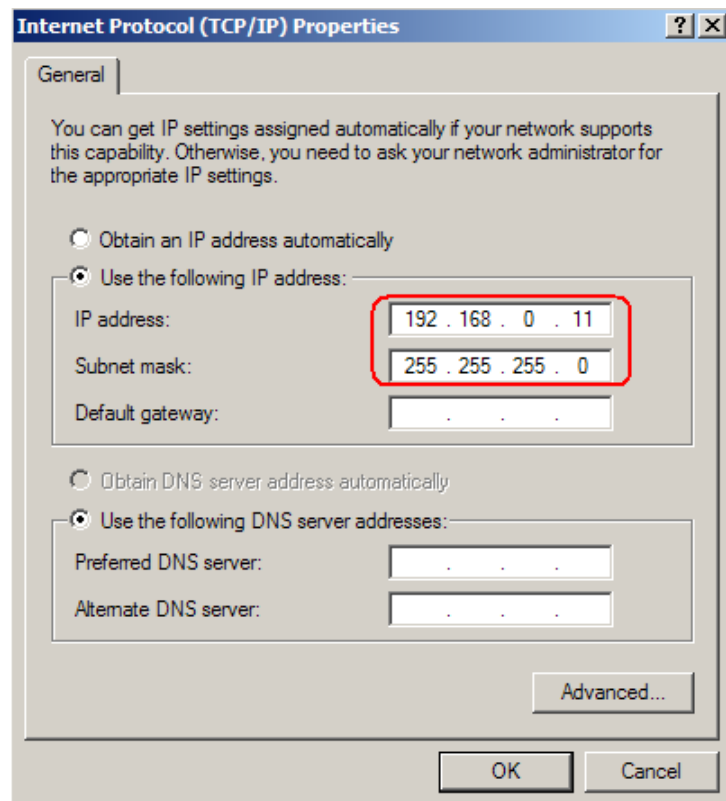 Internet Protocol (TCP/IP) Properties
General
You can get IP settings assigned automatically if your network supports
this capability. Otherwise, you need to ask your network administrator for
the appropriate IP settings.
Obtain an IP address automatically
Use the following IP address:
IP address: 192 . 168 . 0 . 11
Subnet mask: 255 . 255 . 255 . 0
Default gateway: . . .
Obtain DNS server address automatically
Use the following DNS server addresses:
Preferred DNS server: . . .
Alternate DNS server: . . .
Advanced...
OK Cancel